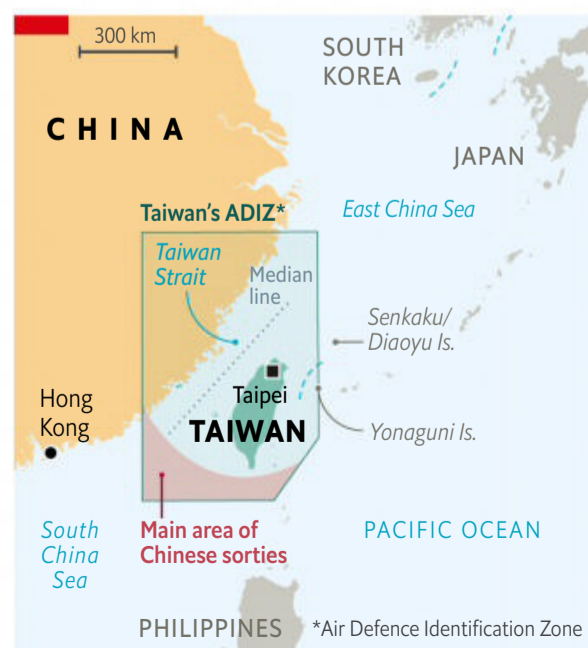 300 km
SOUTH
KOREA
CHINA
JAPAN
Taiwan's ADIZ*
East China Sea
Taiwan
Strait
Median
line
Senkaku/
Diaoyu Is.
Taipei
Hong
Kong
TAIWAN
Yonaguni Is.
South
China
Sea
Main area of
Chinese sorties
PACIFIC OCEAN
PHILIPPINES
*Air Defence Identification Zone